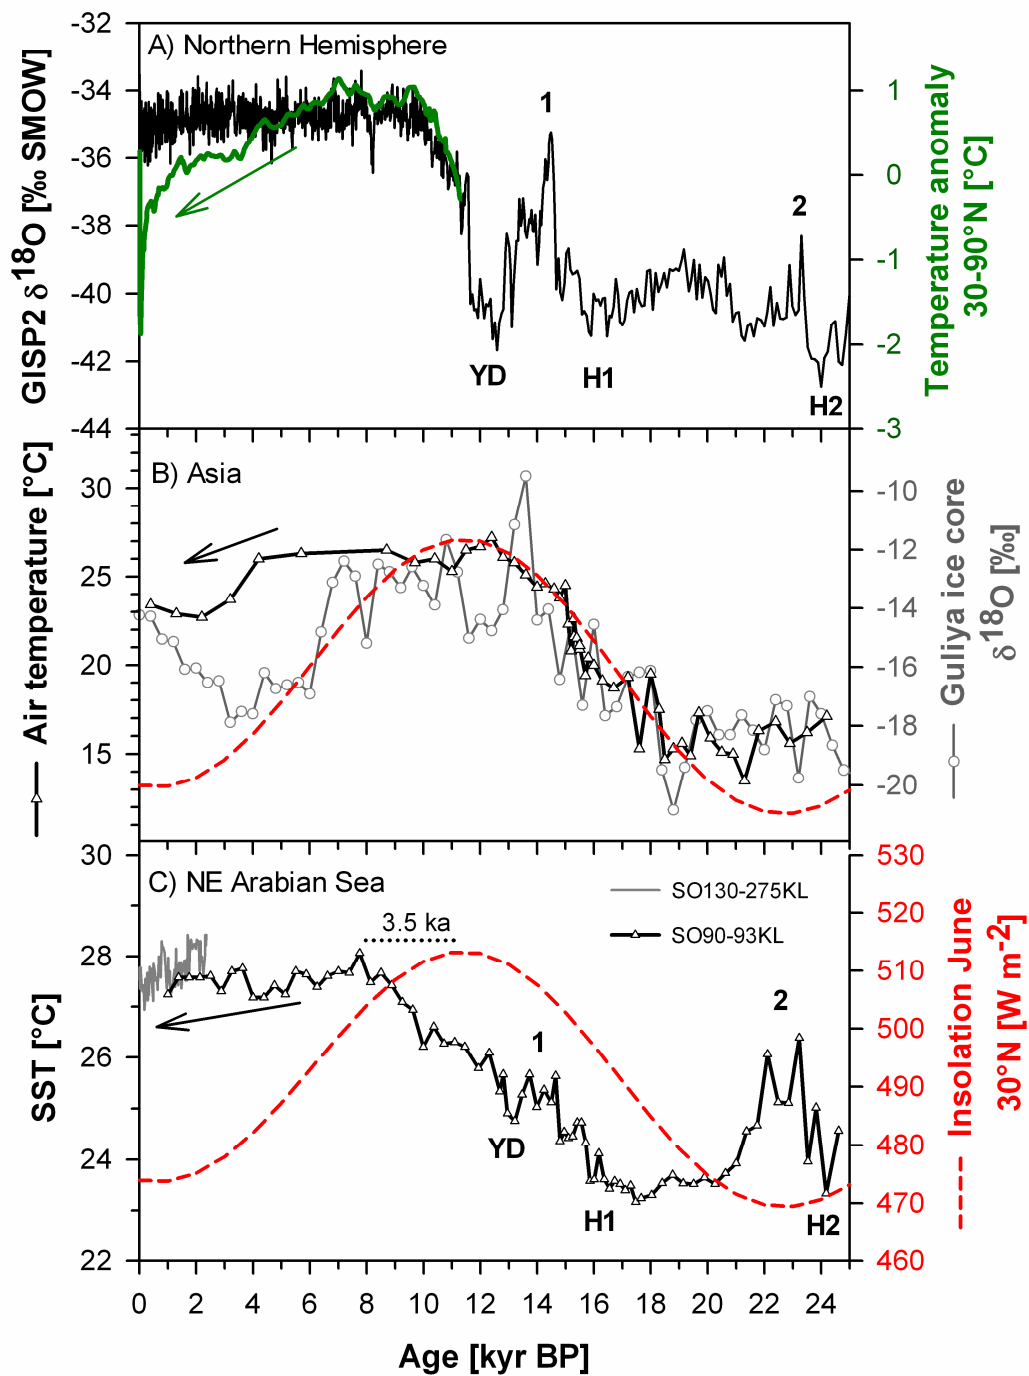 A) Northern Hemisphere
GISP2 δ18O [‰ SMOW]
-32
-34
-36
-38
-40
-42
-44
1
0
-1
-2
-3
Temperature anomaly
30-90°N [°C]
1
2
YD
H1
H2
B) Asia
Air temperature [°C]
30
25
20
15
-10
-12
-14
-16
-18
-20
Guliya ice core
δ18O [‰]
C) NE Arabian Sea
SST [°C]
30
28
26
24
22
3.5 ka
SO130-275KL
SO90-93KL
1
2
YD
H1
H2
530
520
510
500
490
480
470
460
Insolation June
30°N [W m-2]
0 2 4 6 8 10 12 14 16 18 20 22 24
Age [kyr BP]